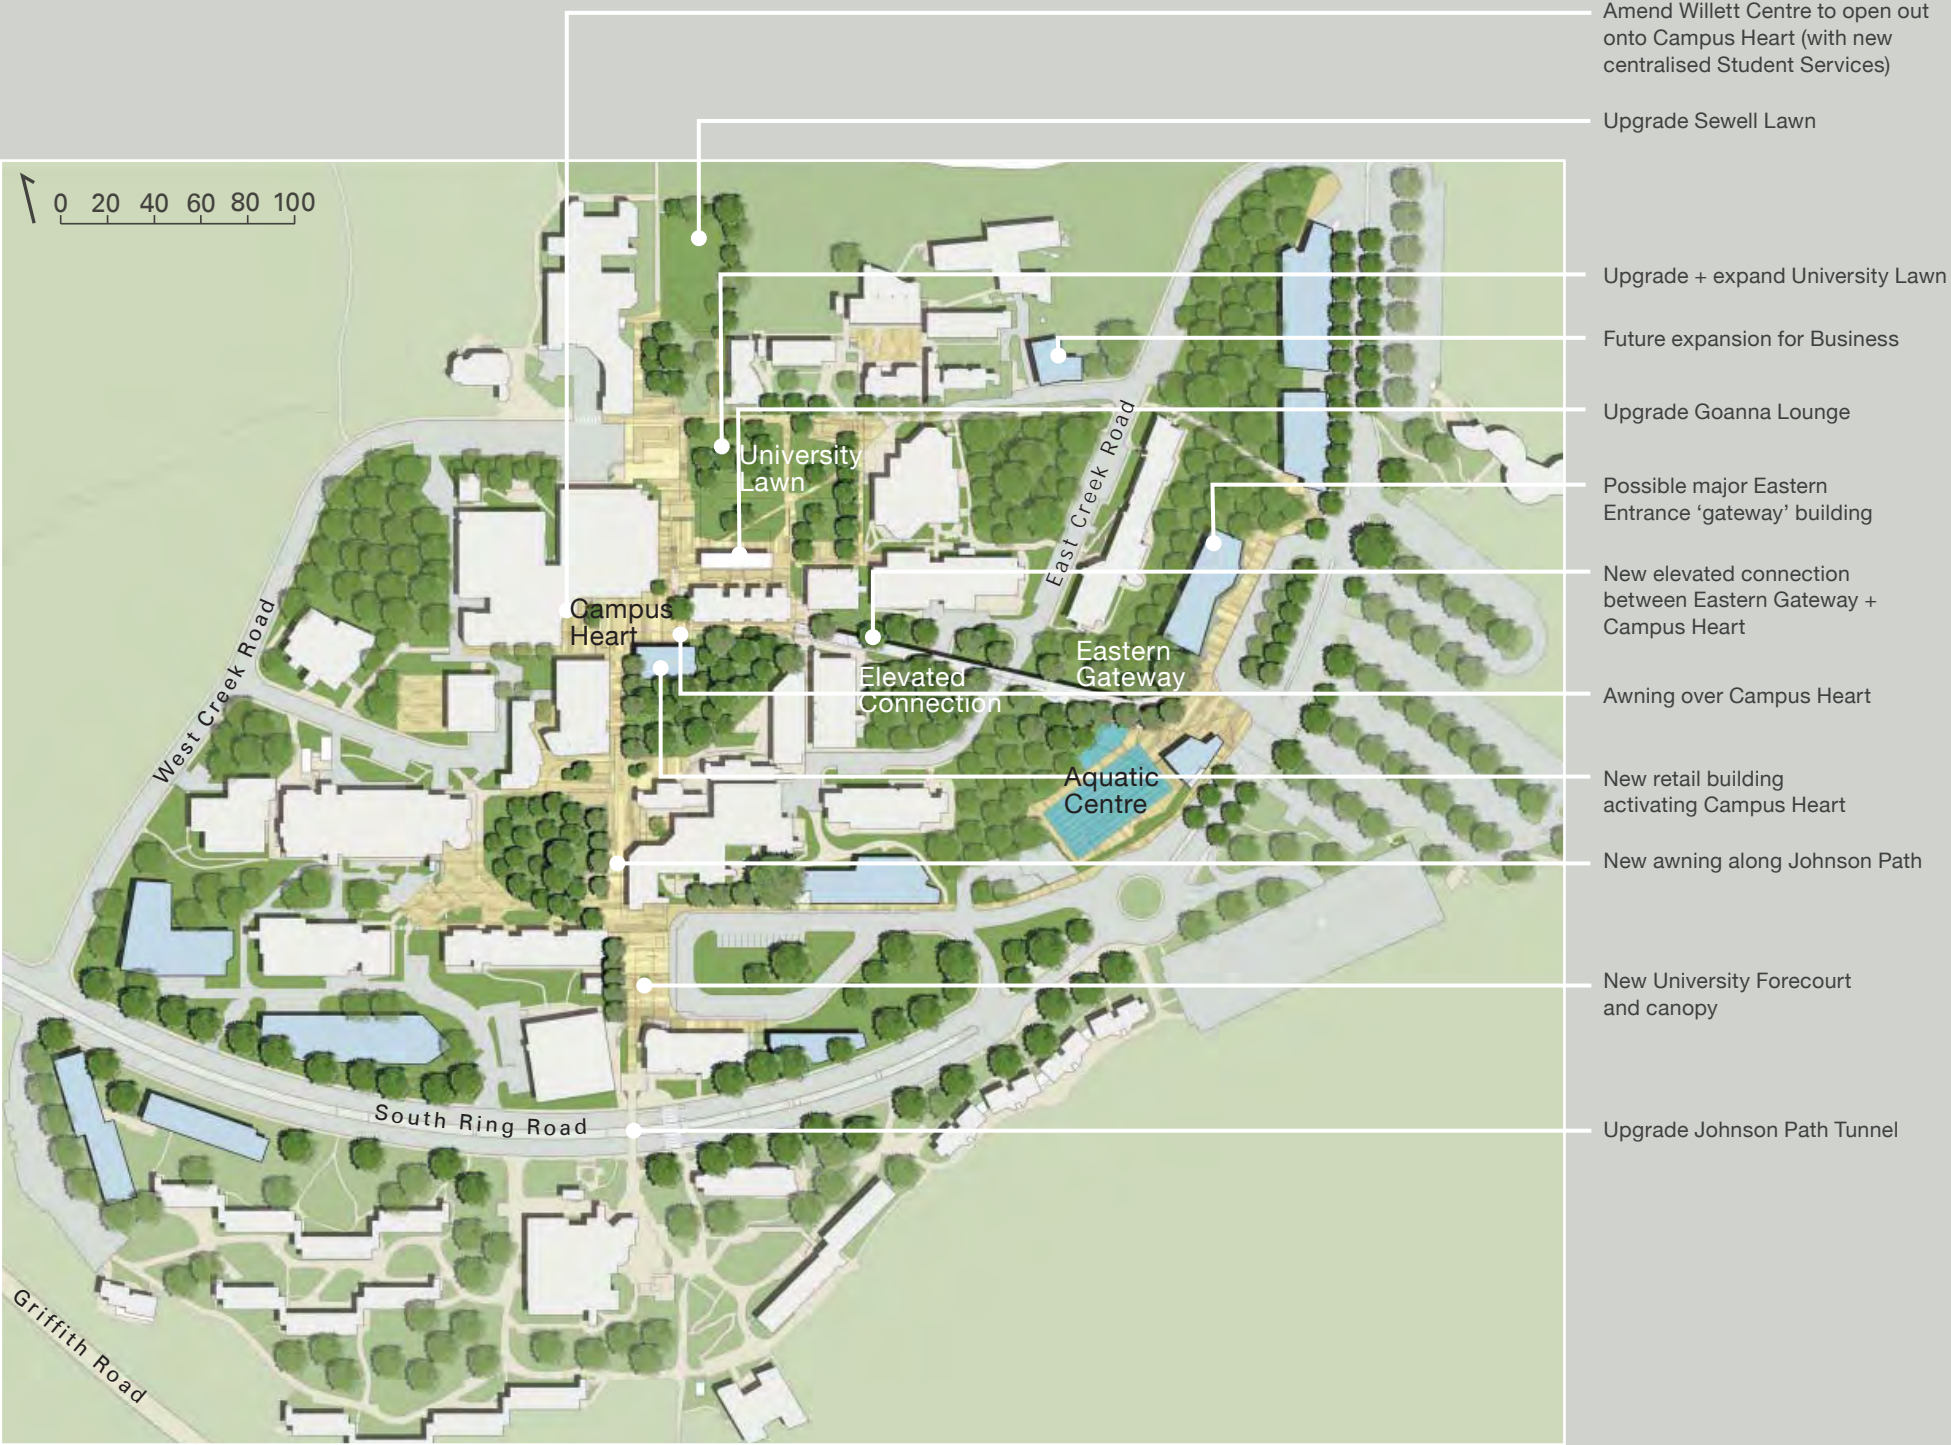 Amend Willett Centre to open out
onto Campus Heart (with new
centralised Student Services)
Upgrade Sewell Lawn
0 20 40 60 80 100
Upgrade + expand University Lawn
Future expansion for Business
Upgrade Goanna Lounge
University
Lawn
East Creek Road
Possible major Eastern
Entrance ‘gateway’ building
New elevated connection
between Eastern Gateway +
Campus Heart
Campus
Heart
West Creek Road
Eastern
Gateway
Elevated
Connection
Awning over Campus Heart
Aquatic
Centre
New retail building
activating Campus Heart
New awning along Johnson Path
New University Forecourt
and canopy
South Ring Road
Upgrade Johnson Path Tunnel
Griffith Road